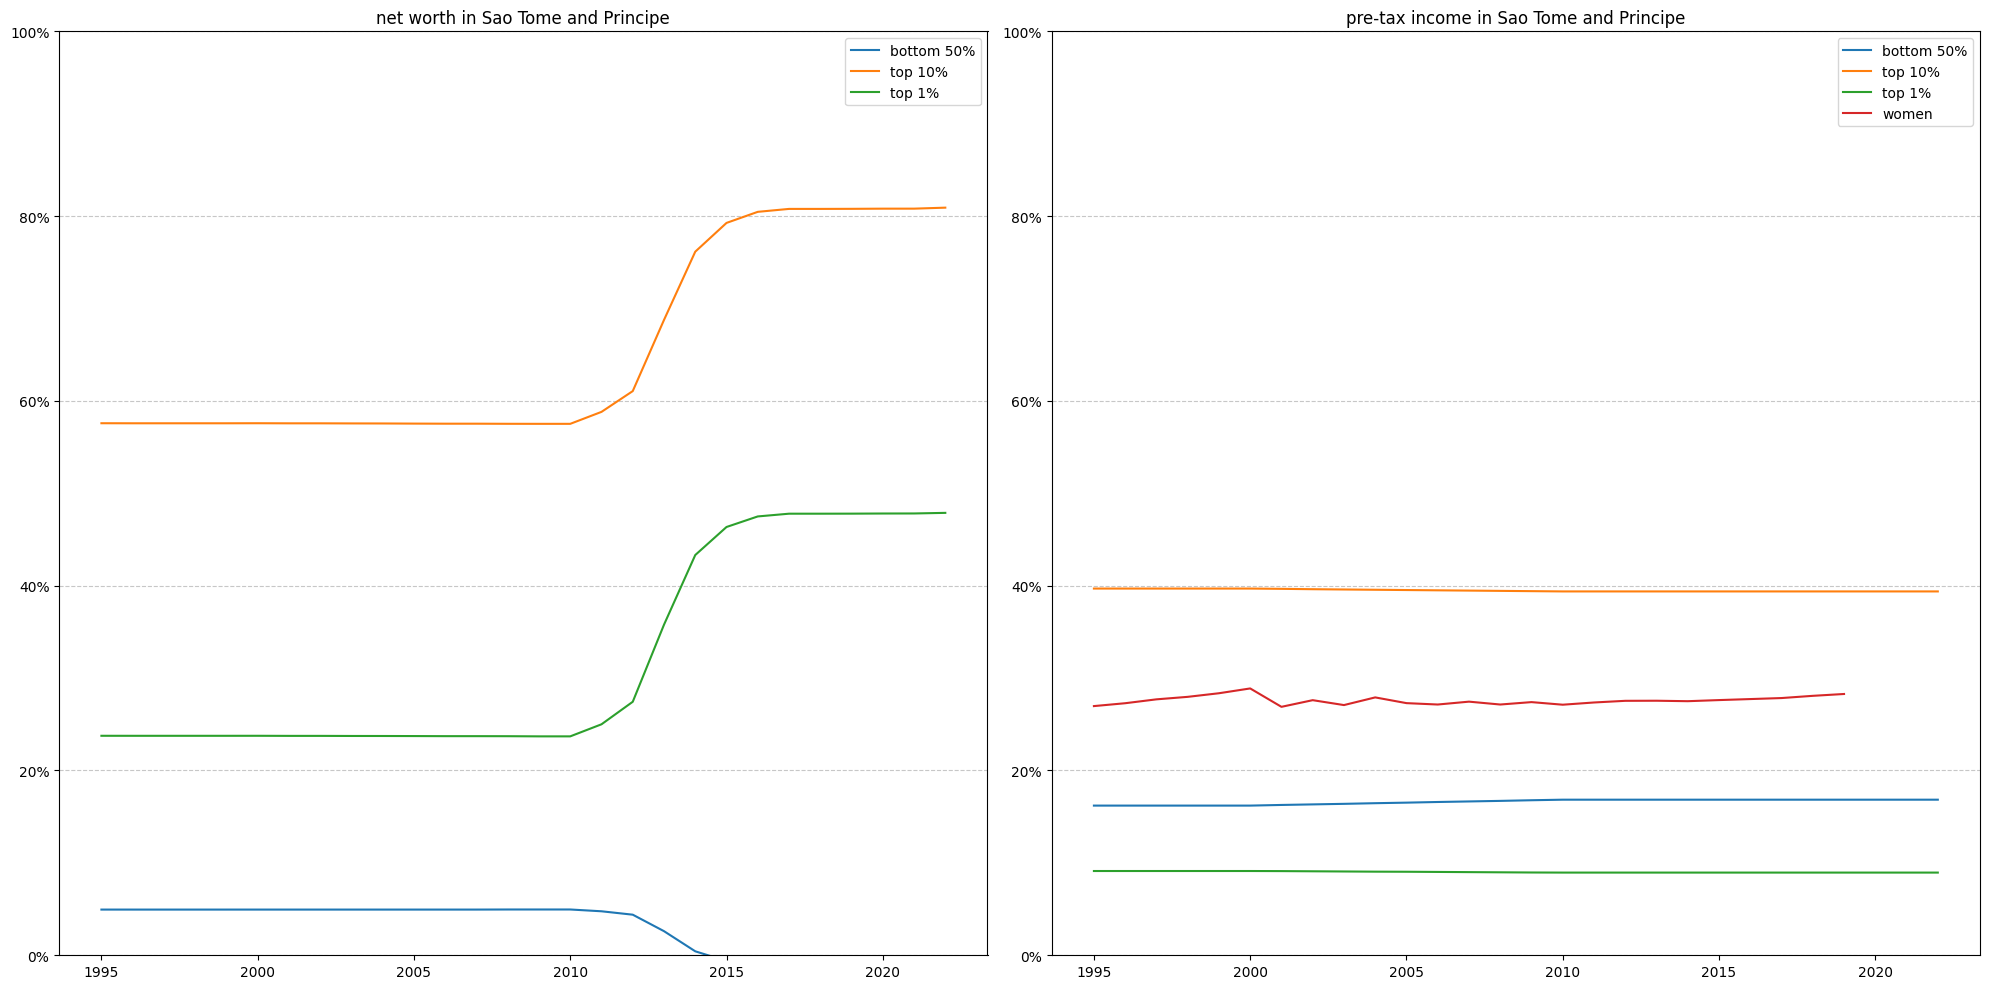 net worth in Sao Tome and Principe
100%
80%
60%
40%
20%
0%
1995 2000 2005 2010 2015 2020
bottom 50%
top 10%
top 1%
pre-tax income in Sao Tome and Principe
100%
80%
60%
40%
20%
0%
1995 2000 2005 2010 2015 2020
bottom 50%
top 10%
top 1%
women